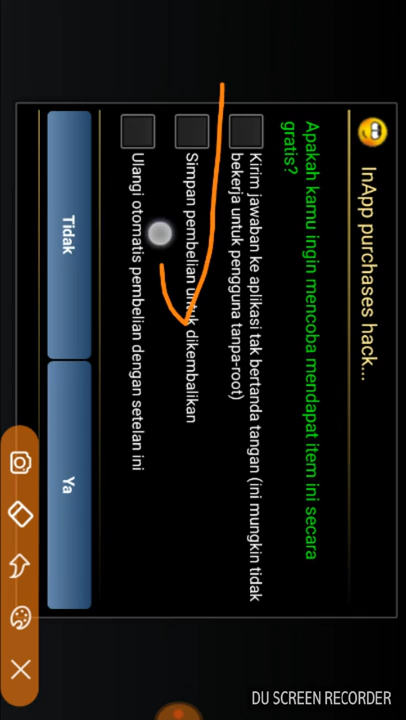 InApp purchases hack...
Apakah kamu ingin mencoba mendapat item ini secara
gratis?
Kirim jawaban ke aplikasi tak bertanda tangan (ini mungkin tidak
bekerja untuk pengguna tanpa-root)
Simpan pembelian untuk dikembalikan
Ulangi otomatis pembelian dengan setelan ini
Tidak
Ya
DU SCREEN RECORDER